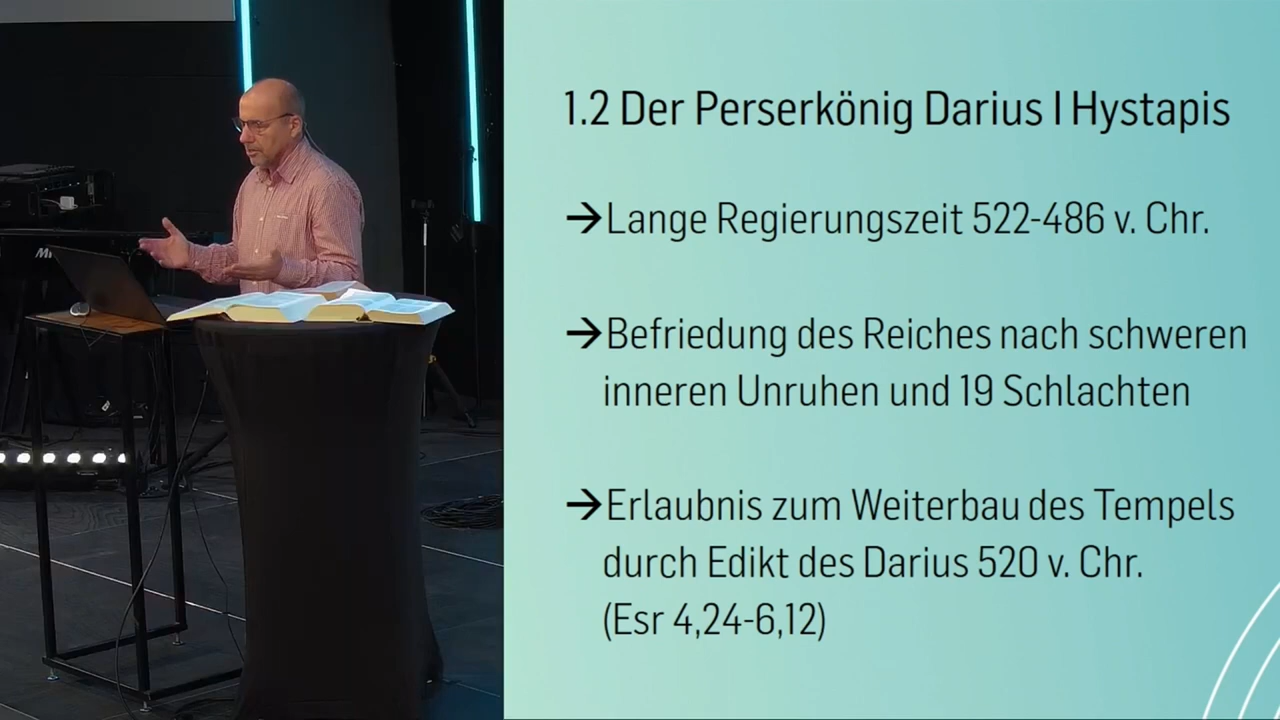 1.2 Der Perserkönig Darius I Hystapis
→Lange Regierungszeit 522-486 v. Chr.
→Befriedung des Reiches nach schweren
inneren Unruhen und 19 Schlachten
→Erlaubnis zum Weiterbau des Tempels
durch Edikt des Darius 520 v. Chr.
(Esr 4,24-6,12)